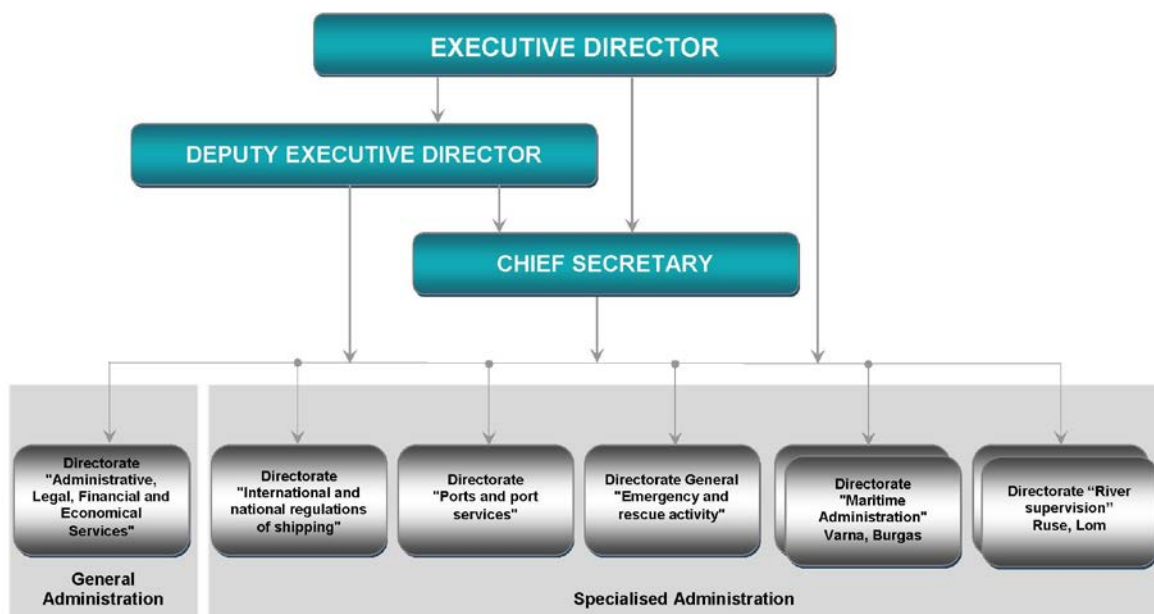 EXECUTIVE DIRECTOR
DEPUTY EXECUTIVE DIRECTOR
CHIEF SECRETARY
Directorate
"Administrative,
Legal, Financial and
Economical
Services"
Directorate
"International and
national regulations
of shipping"
Directorate
"Ports and port
services"
Directorate General
"Emergency and
rescue activity"
Directorate
"Maritime
Administration"
Varna, Burgas
Directorate “River
supervision”
Ruse, Lom
General
Administration
Specialised Administration